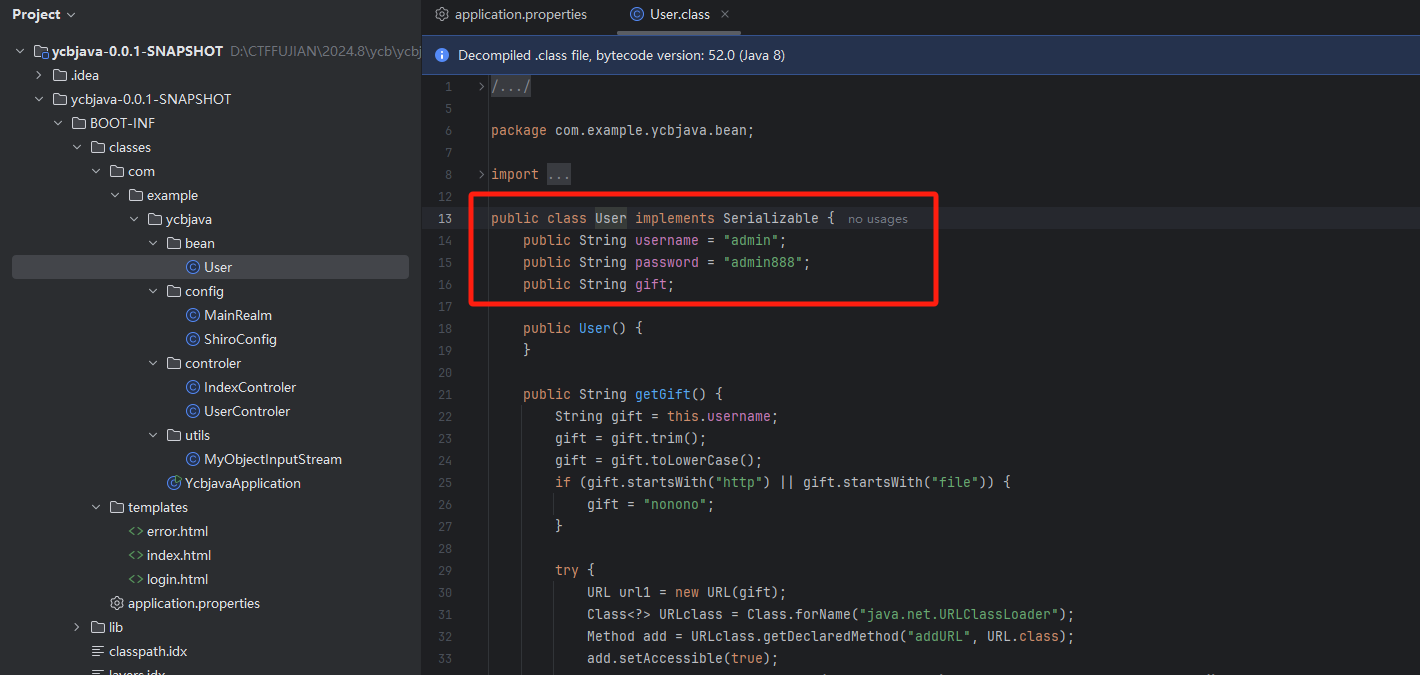 Project
application.properties
User.class
ycbjava-0.0.1-SNAPSHOT D:\CTFFUJIAN\2024.8\ycb\ycbj
Decompiled .class file, bytecode version: 52.0 (Java 8)
.idea
ycbjava-0.0.1-SNAPSHOT
BOOT-INF
classes
com
example
ycbjava
bean
User
config
MainRealm
ShiroConfig
controler
IndexControler
UserControler
utils
MyObjectInputStream
YcbjavaApplication
templates
error.html
index.html
login.html
application.properties
lib
classpath.idx
layers.idx
1 /.../
5
6 package com.example.ycbjava.bean;
7
8 import ...
12
13 public class User implements Serializable { no usages
14 public String username = "admin";
15 public String password = "admin888";
16 public String gift;
17
18 public User() {
19 }
20
21 public String getGift() {
22 String gift = this.username;
23 gift = gift.trim();
24 gift = gift.toLowerCase();
25 if (gift.startsWith("http") || gift.startsWith("file")) {
26 gift = "nonono";
27 }
28
29 try {
30 URL url1 = new URL(gift);
31 Class<?> URLclass = Class.forName("java.net.URLClassLoader");
32 Method add = URLclass.getDeclaredMethod("addURL", URL.class);
33 add.setAccessible(true);